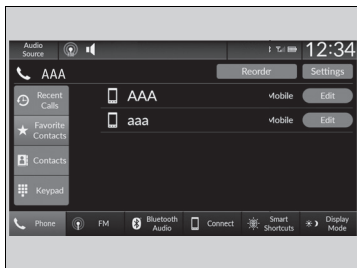 Audio
Source
12:34
AAA
Reorder
Settings
Recent
Calls
AAA
Mobile
Edit
Favorite
Contacts
aaa
Mobile
Edit
Contacts
Keypad
Phone
FM
Bluetooth
Audio
Connect
Smart
Shortcuts
Display
Mode